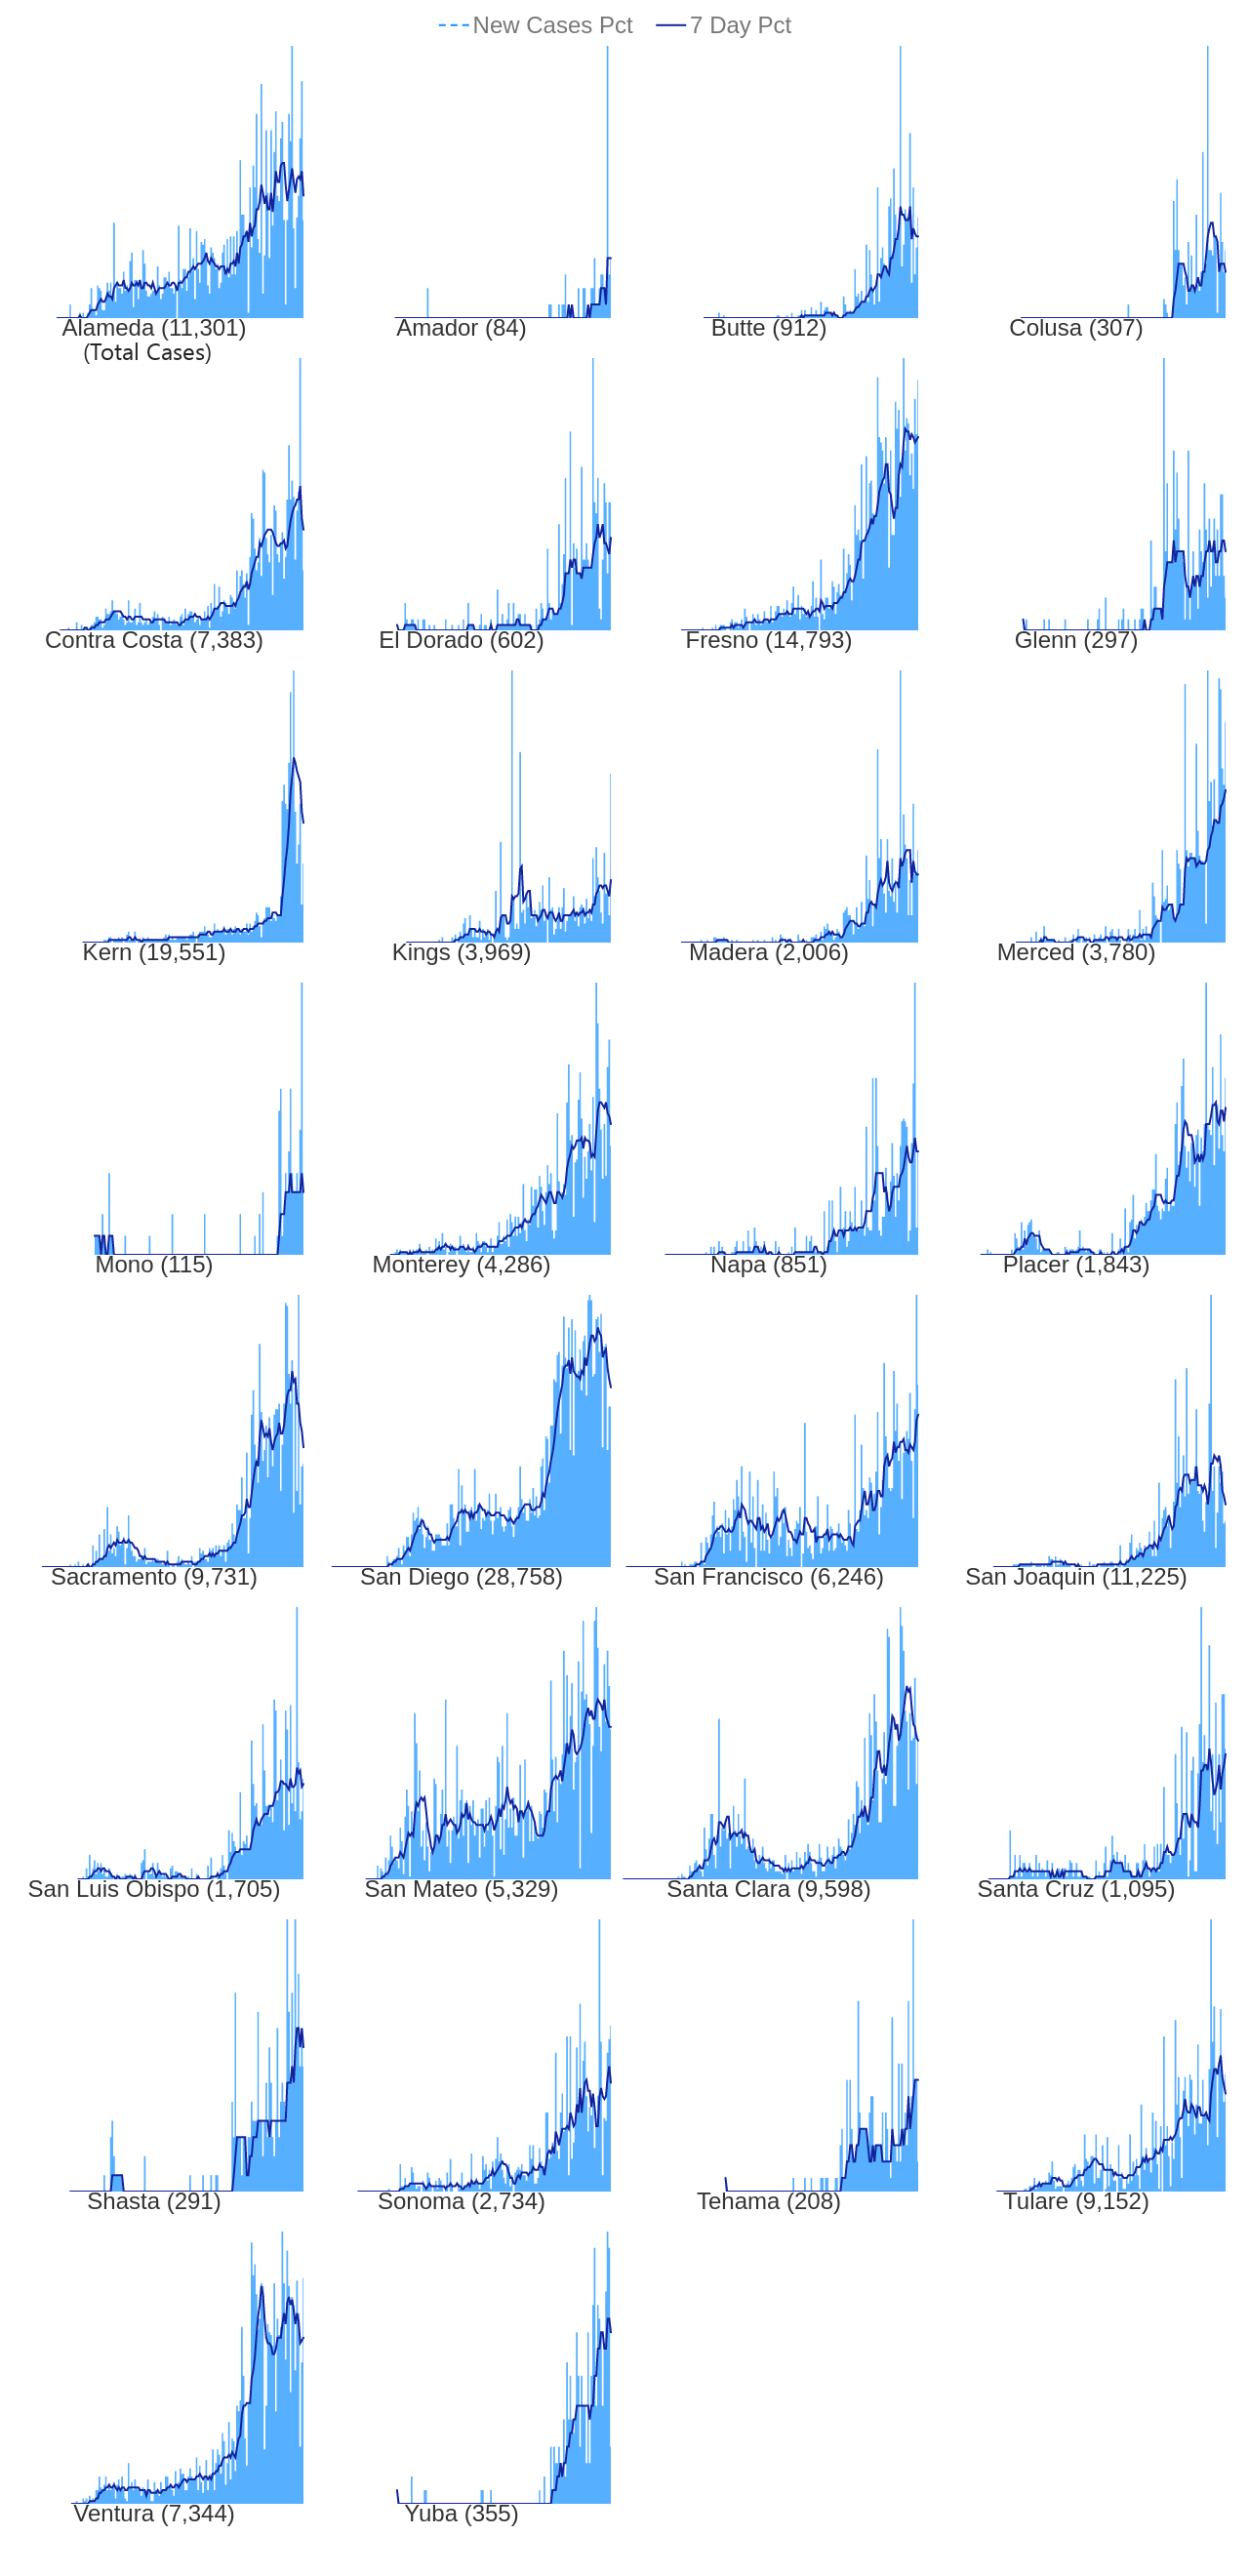 New Cases Pct 7 Day Pct
Alameda (11,301) Amador (84) Butte (912) Colusa (307)
(Total Cases)
Contra Costa (7,383) El Dorado (602) Fresno (14,793) Glenn (297)
Kern (19,551) Kings (3,969) Madera (2,006) Merced (3,780)
Mono (115) Monterey (4,286) Napa (851) Placer (1,843)
Sacramento (9,731) San Diego (28,758) San Francisco (6,246) San Joaquin (11,225)
San Luis Obispo (1,705) San Mateo (5,329) Santa Clara (9,598) Santa Cruz (1,095)
Shasta (291) Sonoma (2,734) Tehama (208) Tulare (9,152)
Ventura (7,344) Yuba (355)